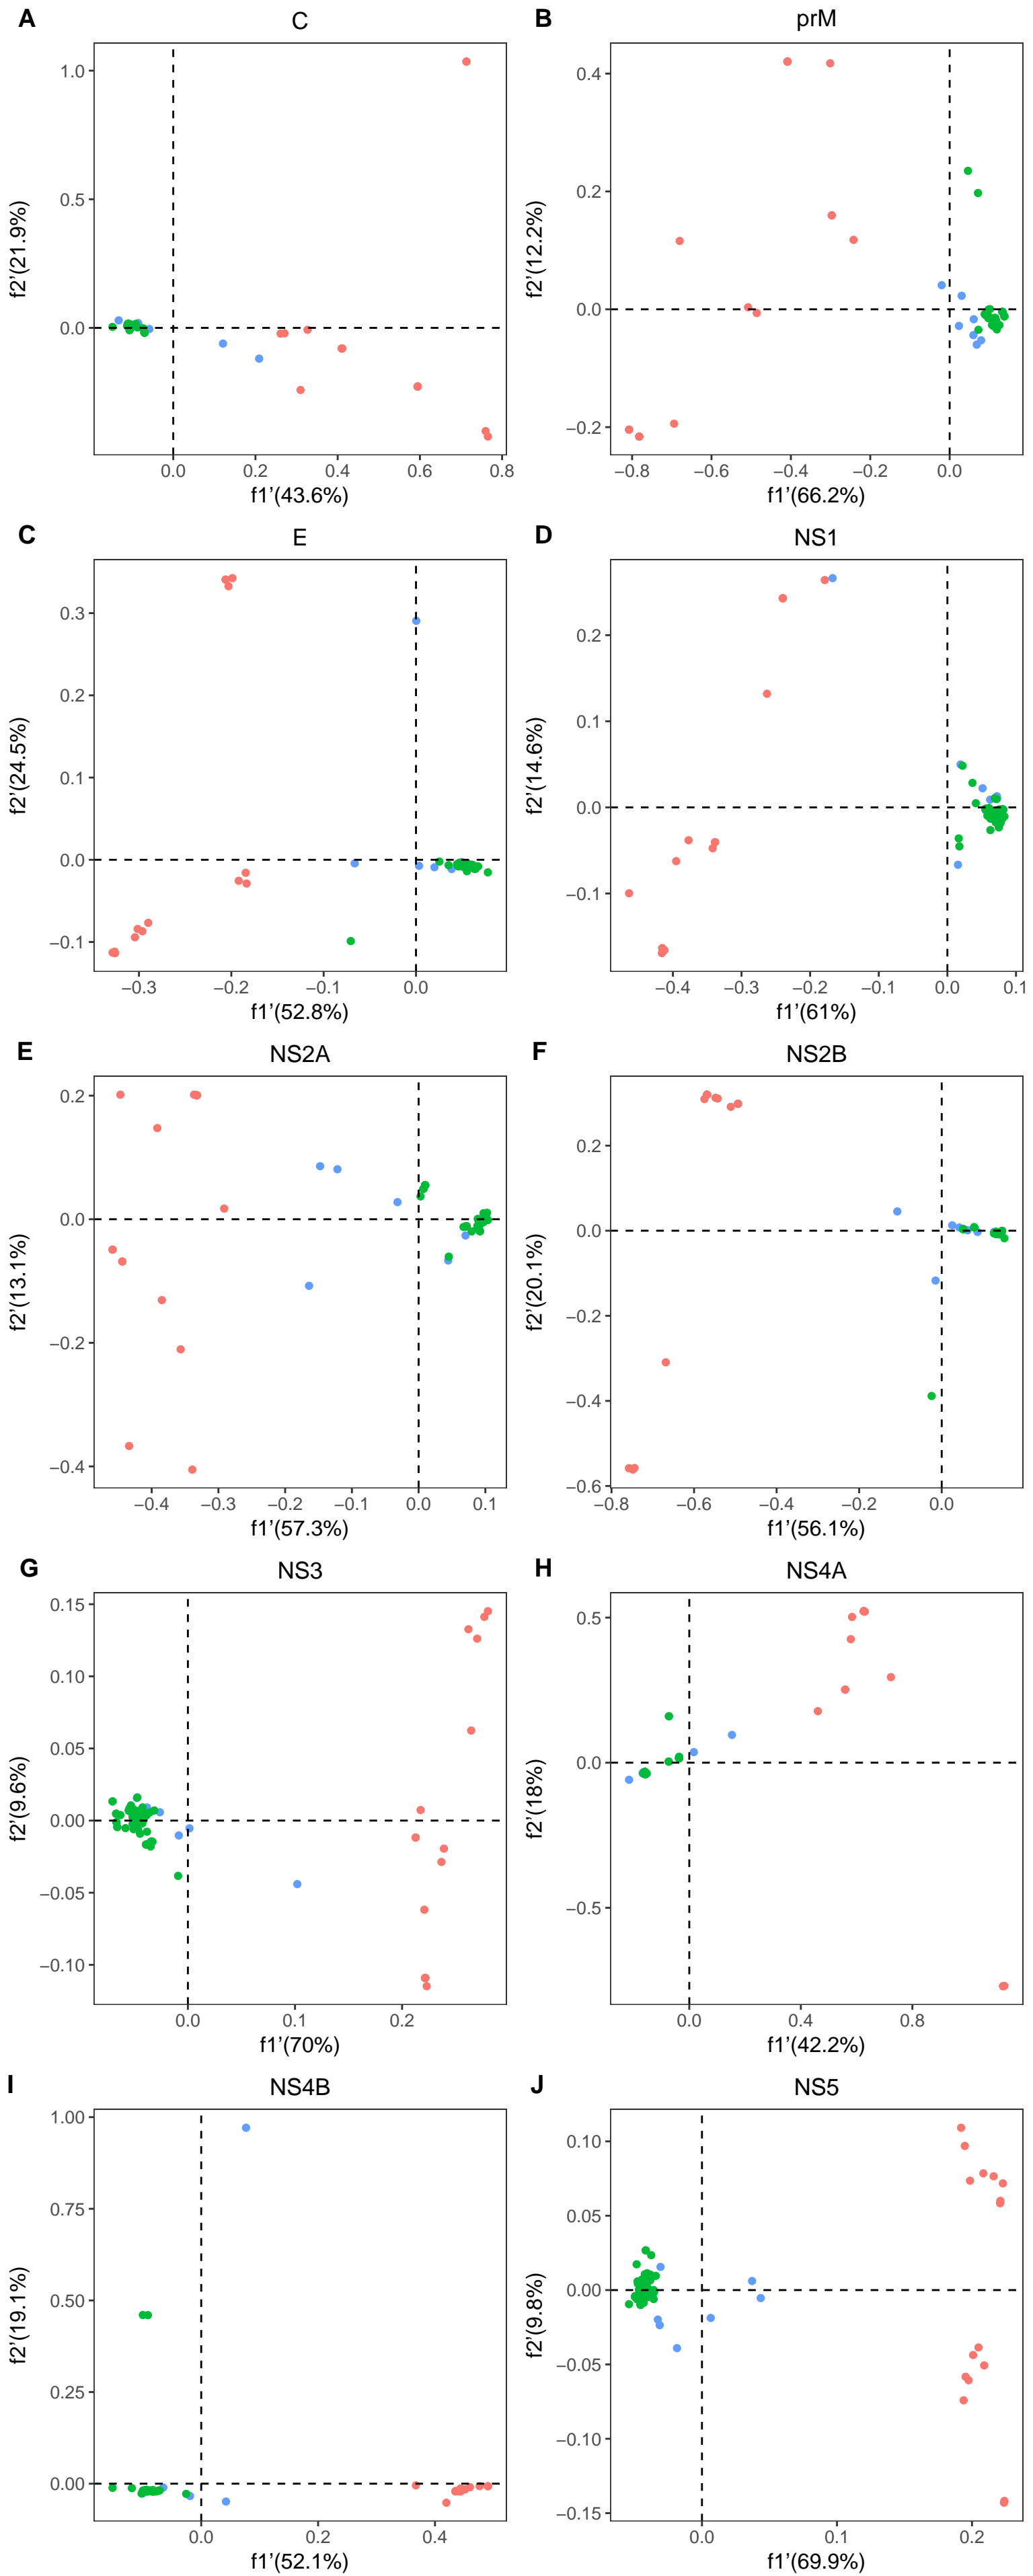 A
C
f2'(21.9%)
1.0
0.5
0.0
0.0 0.2 0.4 0.6 0.8
f1'(43.6%)
B
prM
f2'(12.2%)
0.4
0.2
0.0
−0.2
−0.8 −0.6 −0.4 −0.2 0.0
f1'(66.2%)
C
E
f2'(24.5%)
0.3
0.2
0.1
0.0
−0.1
−0.3 −0.2 −0.1 0.0
f1'(52.8%)
D
NS1
f2'(14.6%)
0.2
0.1
0.0
−0.1
−0.4 −0.3 −0.2 −0.1 0.0 0.1
f1'(61%)
E
NS2A
f2'(13.1%)
0.2
0.0
−0.2
−0.4
−0.4 −0.3 −0.2 −0.1 0.0 0.1
f1'(57.3%)
F
NS2B
f2'(20.1%)
0.2
0.0
−0.2
−0.4
−0.6
−0.8 −0.6 −0.4 −0.2 0.0
f1'(56.1%)
G
NS3
f2'(9.6%)
0.15
0.10
0.05
0.00
−0.05
−0.10
0.0 0.1 0.2
f1'(70%)
H
NS4A
f2'(18%)
0.5
0.0
−0.5
0.0 0.4 0.8
f1'(42.2%)
I
NS4B
f2'(19.1%)
1.00
0.75
0.50
0.25
0.00
0.0 0.2 0.4
f1'(52.1%)
J
NS5
f2'(9.8%)
0.10
0.05
0.00
−0.05
−0.10
−0.15
0.0 0.1 0.2
f1'(69.9%)